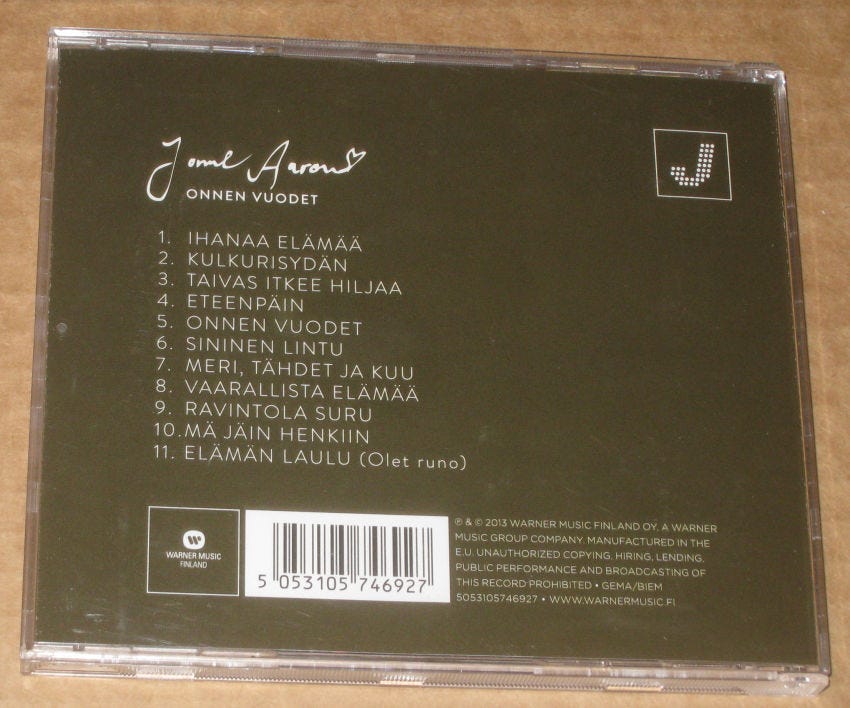 Jonne Aaron
ONNEN VUODET
J
1. IHANAA ELÄMÄÄ
2. KULKURISYDÄN
3. TAIVAS ITKEE HILJAA
4. ETEENPÄIN
5. ONNEN VUODET
6. SININEN LINTU
7. MERI, TÄHDET JA KUU
8. VAARALLISTA ELÄMÄÄ
9. RAVINTOLA SURU
10. MÄ JÄIN HENKIIN
11. ELÄMÄN LAULU (Olet runo)
WARNER MUSIC
FINLAND
5 053105 746927
℗ & © 2013 WARNER MUSIC FINLAND OY, A WARNER
MUSIC GROUP COMPANY. MANUFACTURED IN THE
E.U. UNAUTHORIZED COPYING, HIRING, LENDING,
PUBLIC PERFORMANCE AND BROADCASTING OF
THIS RECORD PROHIBITED • GEMA/BIEM
5053105746927 • WWW.WARNERMUSIC.FI